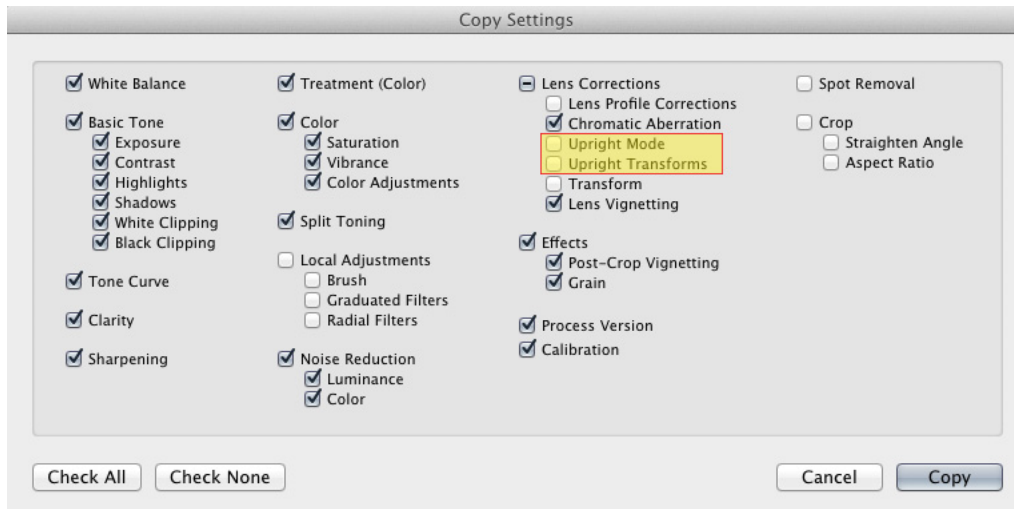 Copy Settings
White Balance
Basic Tone
Exposure
Contrast
Highlights
Shadows
White Clipping
Black Clipping
Tone Curve
Clarity
Sharpening
Treatment (Color)
Color
Saturation
Vibrance
Color Adjustments
Split Toning
Local Adjustments
Brush
Graduated Filters
Radial Filters
Noise Reduction
Luminance
Color
Lens Corrections
Lens Profile Corrections
Chromatic Aberration
Upright Mode
Upright Transforms
Transform
Lens Vignetting
Effects
Post-Crop Vignetting
Grain
Process Version
Calibration
Spot Removal
Crop
Straighten Angle
Aspect Ratio
Check All
Check None
Cancel
Copy